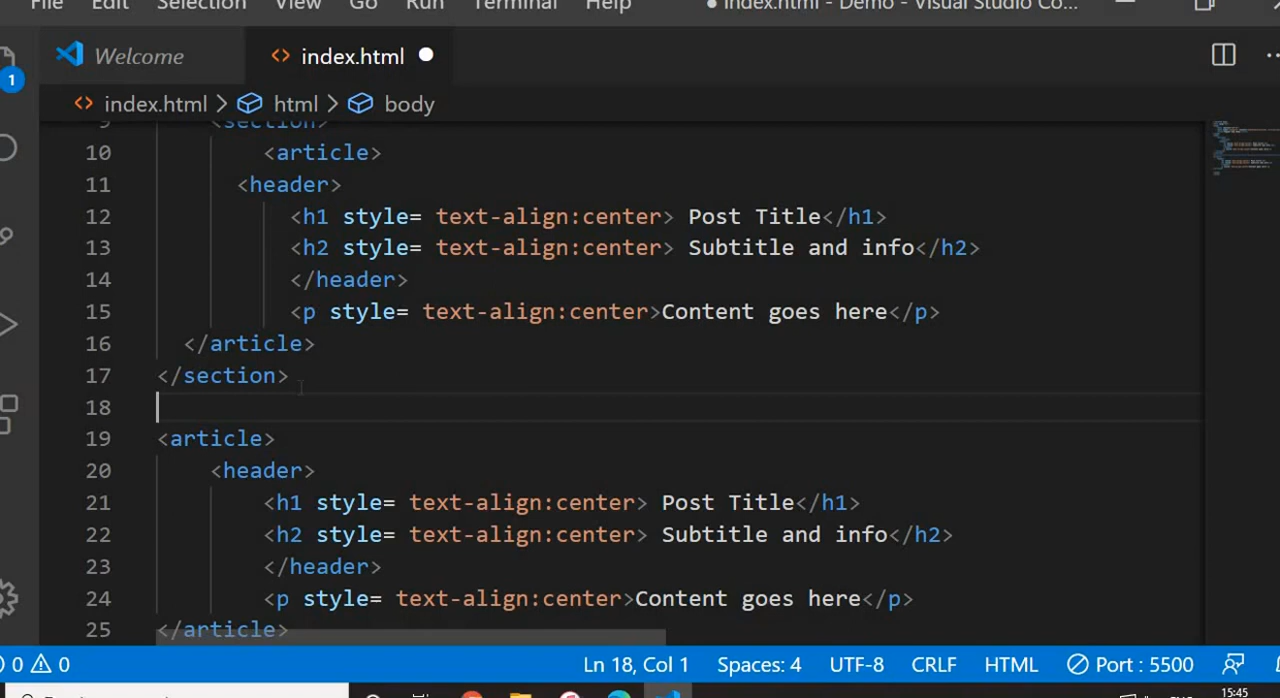 File Edit Selection View Go Run Terminal Help ● index.html - Demo - Visual Studio Co...
Welcome index.html
1
index.html > html > body
9 <section>
10 <article>
11 <header>
12 <h1 style= text-align:center> Post Title</h1>
13 <h2 style= text-align:center> Subtitle and info</h2>
14 </header>
15 <p style= text-align:center>Content goes here</p>
16 </article>
17 </section>
18
19 <article>
20 <header>
21 <h1 style= text-align:center> Post Title</h1>
22 <h2 style= text-align:center> Subtitle and info</h2>
23 </header>
24 <p style= text-align:center>Content goes here</p>
25 </article>
0 0 Ln 18, Col 1 Spaces: 4 UTF-8 CRLF HTML Port : 5500
15:45